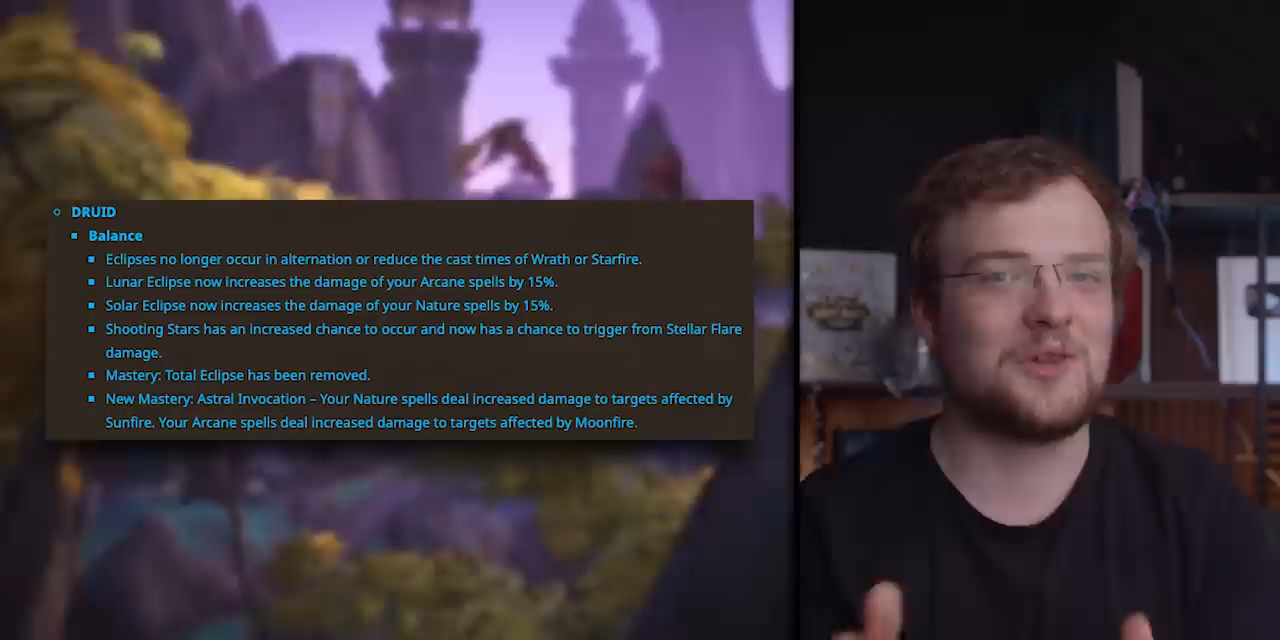 DRUID
Balance
Eclipses no longer occur in alternation or reduce the cast times of Wrath or Starfire.
Lunar Eclipse now increases the damage of your Arcane spells by 15%.
Solar Eclipse now increases the damage of your Nature spells by 15%.
Shooting Stars has an increased chance to occur and now has a chance to trigger from Stellar Flare
damage.
Mastery: Total Eclipse has been removed.
New Mastery: Astral Invocation – Your Nature spells deal increased damage to targets affected by
Sunfire. Your Arcane spells deal increased damage to targets affected by Moonfire.